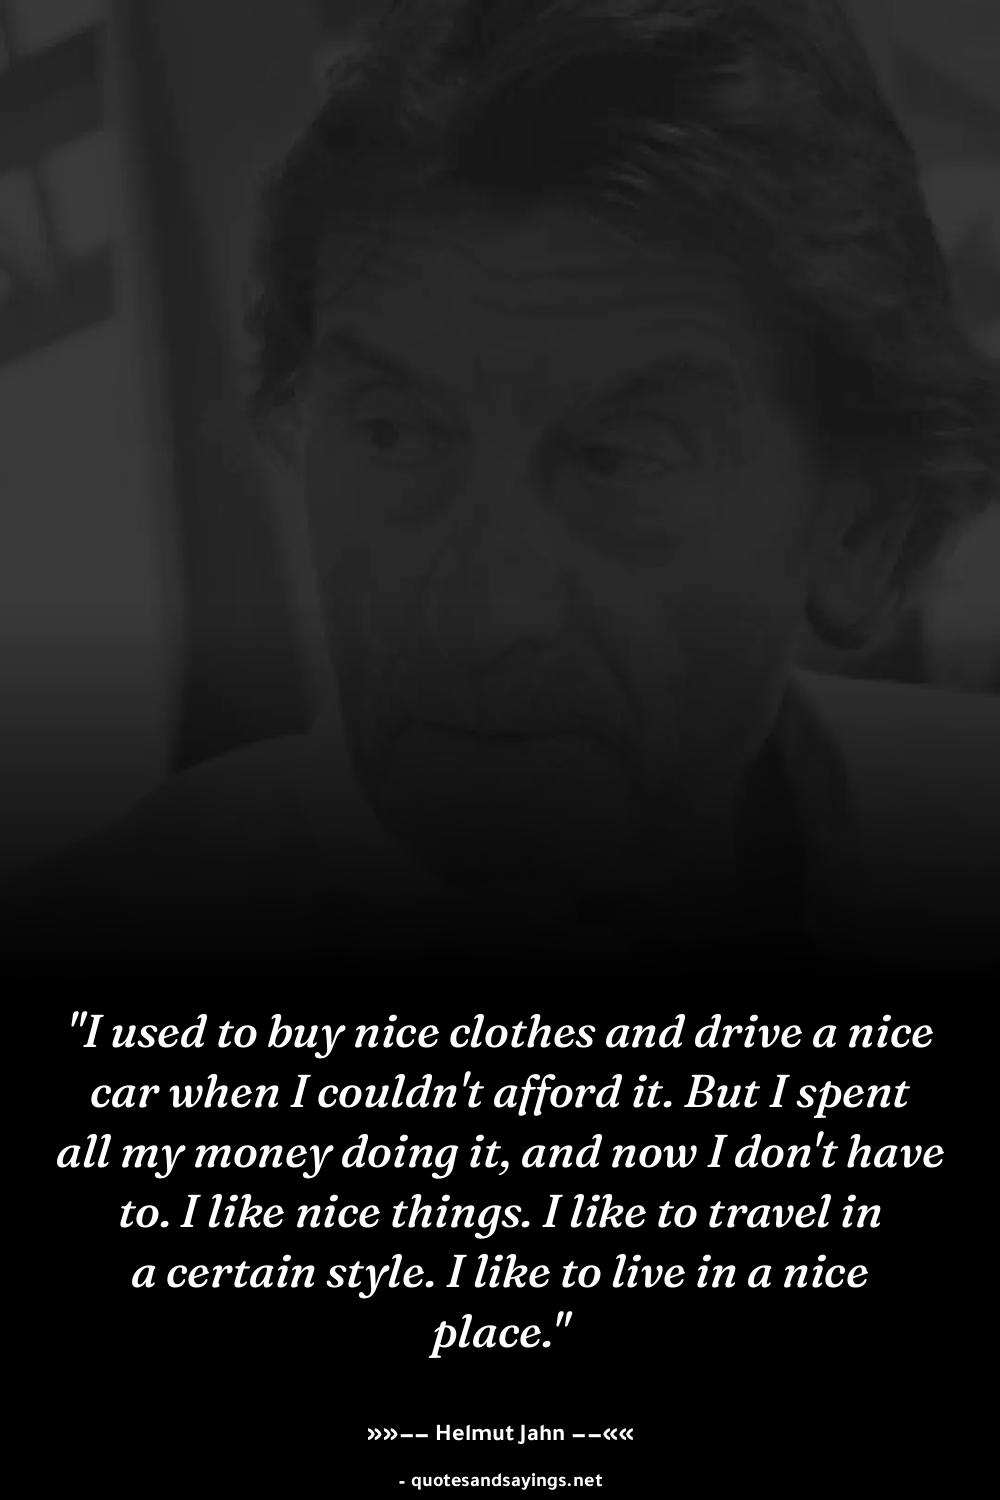 "I used to buy nice clothes and drive a nice
car when I couldn't afford it. But I spent
all my money doing it, and now I don't have
to. I like nice things. I like to travel in
a certain style. I like to live in a nice
place."
»»–– Helmut Jahn ––««
- quotesandsayings.net